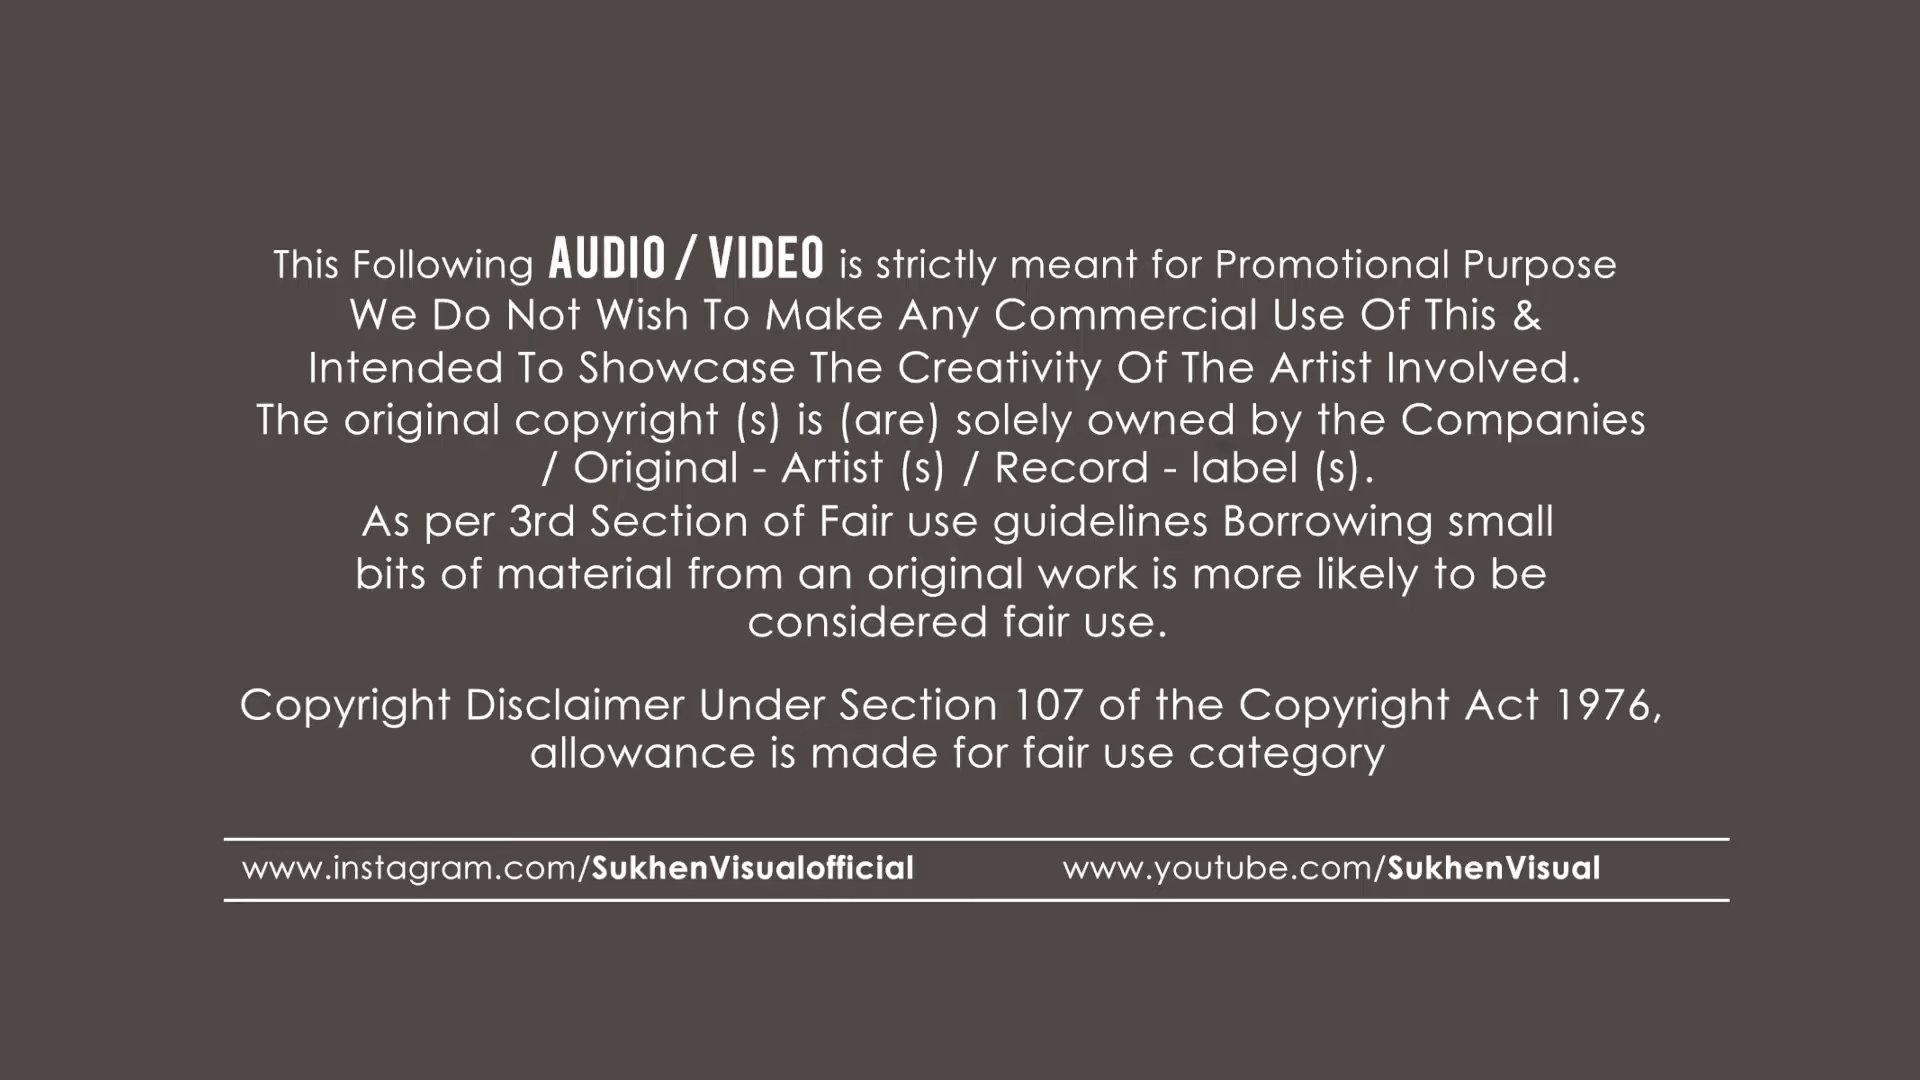 This Following AUDIO / VIDEO is strictly meant for Promotional Purpose
We Do Not Wish To Make Any Commercial Use Of This &
Intended To Showcase The Creativity Of The Artist Involved.
The original copyright (s) is (are) solely owned by the Companies
/ Original - Artist (s) / Record - label (s).
As per 3rd Section of Fair use guidelines Borrowing small
bits of material from an original work is more likely to be
considered fair use.
Copyright Disclaimer Under Section 107 of the Copyright Act 1976,
allowance is made for fair use category
www.instagram.com/SukhenVisualofficial www.youtube.com/SukhenVisual